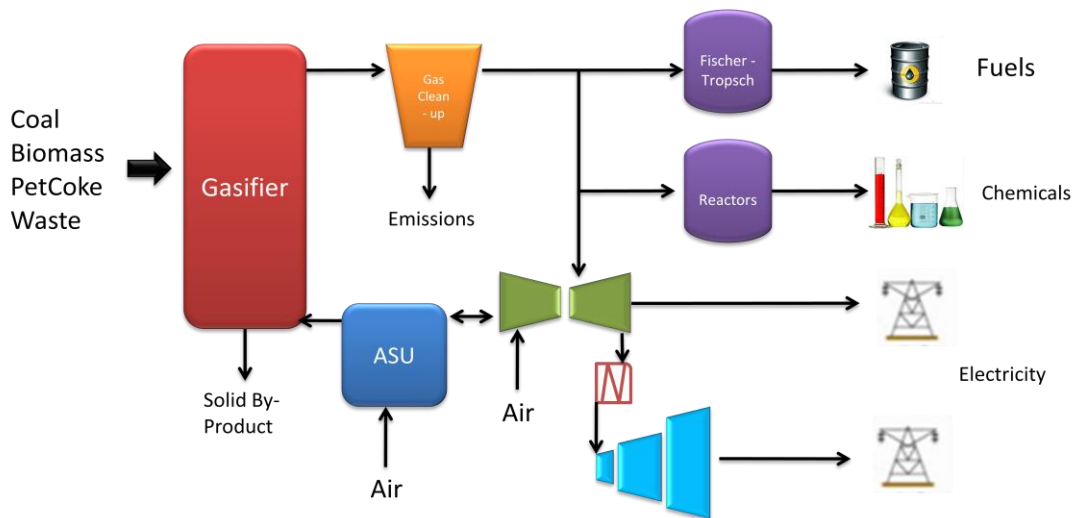 Coal
Biomass
PetCoke
Waste
Gasifier
Gas
Clean
- up
Emissions
Fischer -
Tropsch
Fuels
Reactors
Chemicals
ASU
Solid By-
Product
Air
Air
Electricity